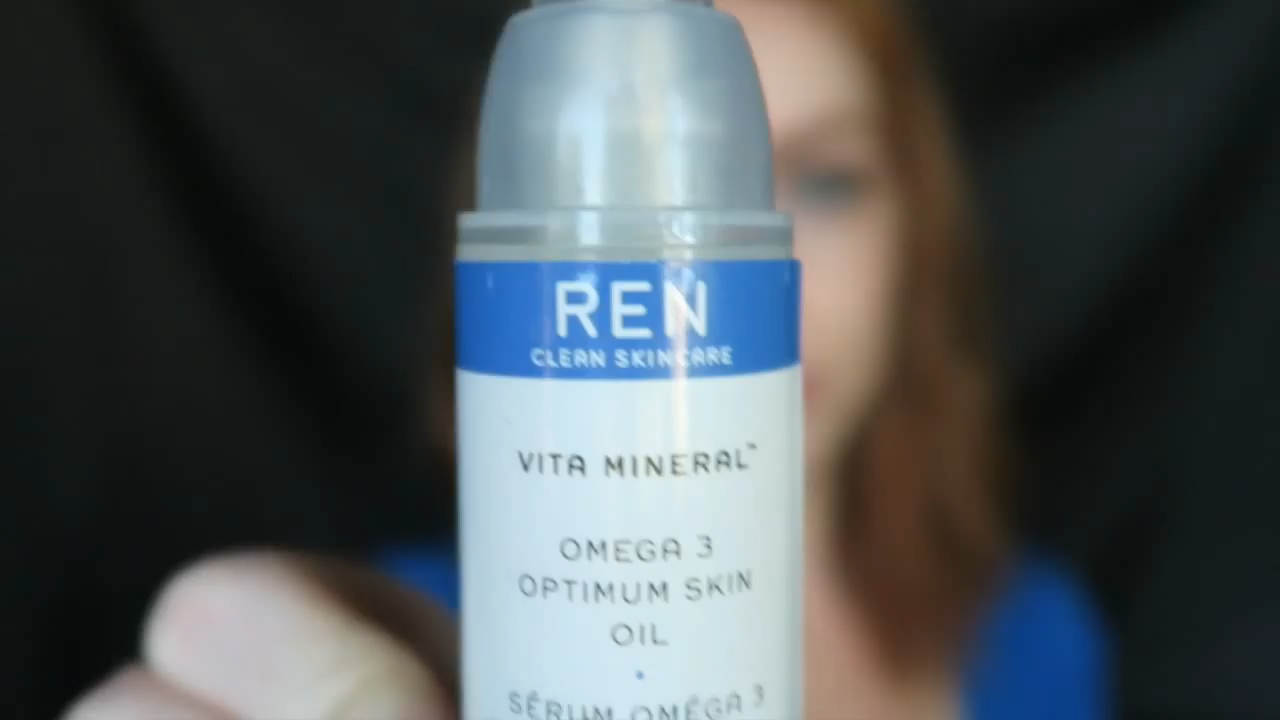 REN
CLEAN SKINCARE
VITA MINERAL™
OMEGA 3
OPTIMUM SKIN
OIL
SÉRUM OMÉGA 3